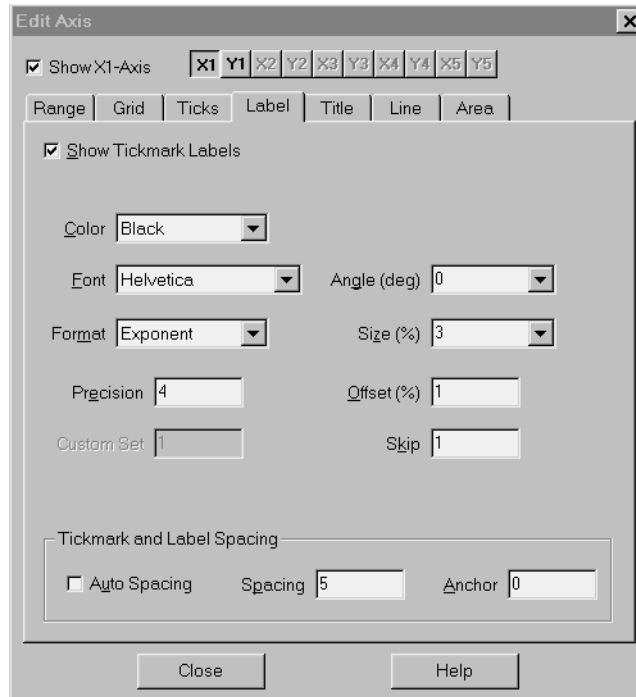 Edit Axis
Show X1-Axis X1 Y1 X2 Y2 X3 Y3 X4 Y4 X5 Y5
Range Grid Ticks Label Title Line Area
Show Tickmark Labels
Color Black
Font Helvetica Angle (deg) 0
Format Exponent Size (%) 3
Precision 4 Offset (%) 1
Custom Set 1 Skip 1
Tickmark and Label Spacing
Auto Spacing Spacing 5 Anchor 0
Close Help